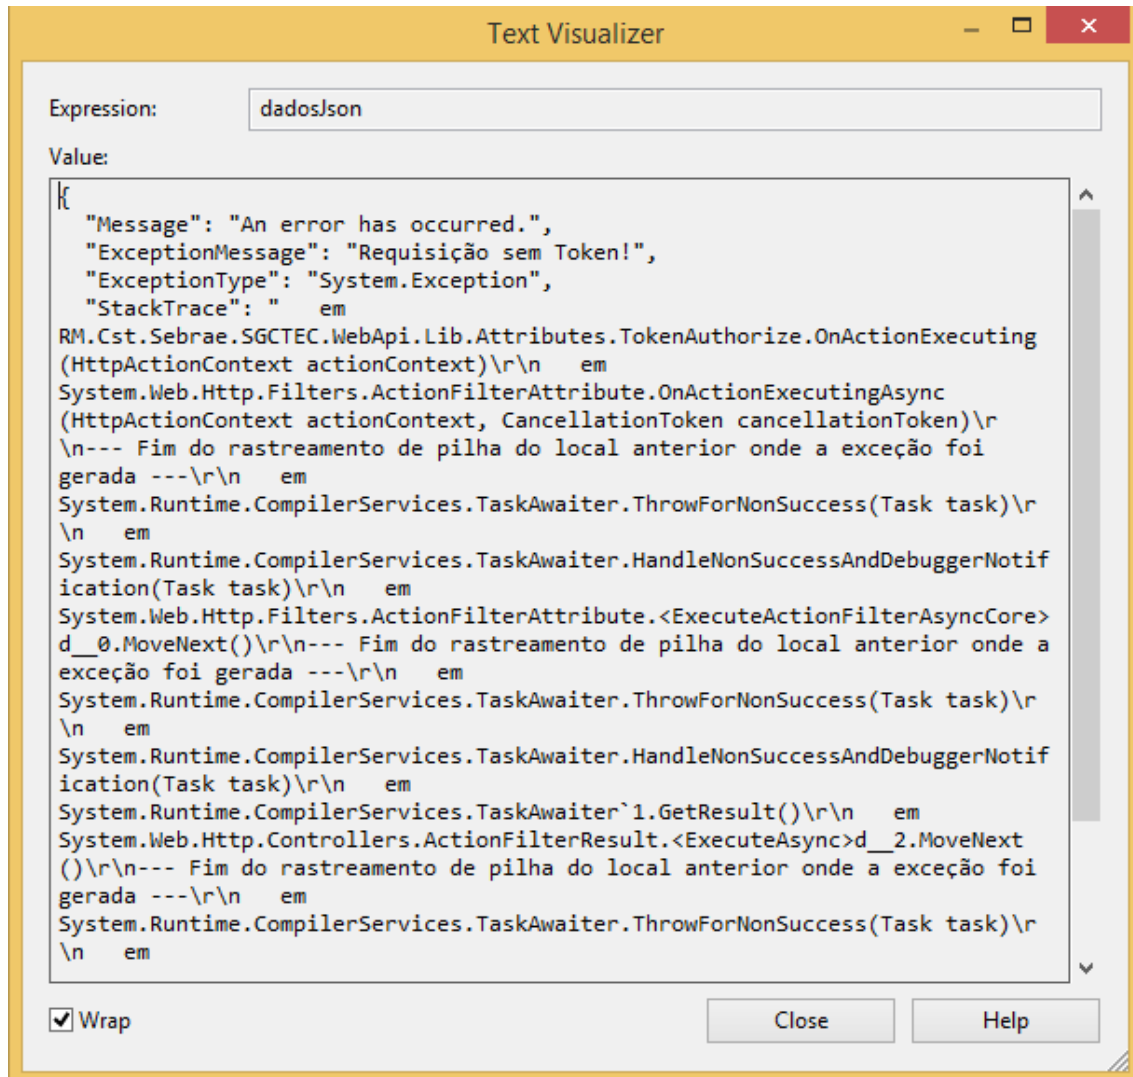 Text Visualizer
Expression:
dadosJson
Value:
{
"Message": "An error has occurred.",
"ExceptionMessage": "Requisição sem Token!",
"ExceptionType": "System.Exception",
"StackTrace": "   em
RM.Cst.Sebrae.SGCTEC.WebApi.Lib.Attributes.TokenAuthorize.OnActionExecuting
(HttpActionContext actionContext)\r\n   em
System.Web.Http.Filters.ActionFilterAttribute.OnActionExecutingAsync
(HttpActionContext actionContext, CancellationToken cancellationToken)\r
\n--- Fim do rastreamento de pilha do local anterior onde a exceção foi
gerada ---\r\n   em
System.Runtime.CompilerServices.TaskAwaiter.ThrowForNonSuccess(Task task)\r
\n   em
System.Runtime.CompilerServices.TaskAwaiter.HandleNonSuccessAndDebuggerNotif
ication(Task task)\r\n   em
System.Web.Http.Filters.ActionFilterAttribute.<ExecuteActionFilterAsyncCore>
d__0.MoveNext()\r\n--- Fim do rastreamento de pilha do local anterior onde a
exceção foi gerada ---\r\n   em
System.Runtime.CompilerServices.TaskAwaiter.ThrowForNonSuccess(Task task)\r
\n   em
System.Runtime.CompilerServices.TaskAwaiter.HandleNonSuccessAndDebuggerNotif
ication(Task task)\r\n   em
System.Runtime.CompilerServices.TaskAwaiter`1.GetResult()\r\n   em
System.Web.Http.Controllers.ActionFilterResult.<ExecuteAsync>d__2.MoveNext
()\r\n--- Fim do rastreamento de pilha do local anterior onde a exceção foi
gerada ---\r\n   em
System.Runtime.CompilerServices.TaskAwaiter.ThrowForNonSuccess(Task task)\r
\n   em
Wrap
Close
Help